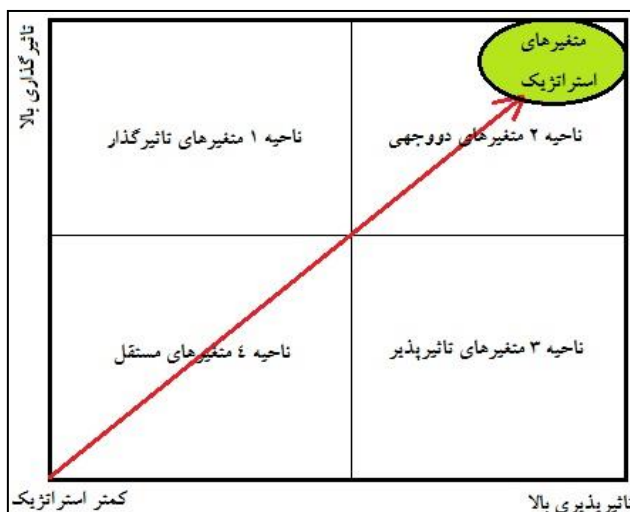 تاثیرگذاری بالا
متغیرهای
استراتژیک
ناحیه ۲ متغیرهای دووجهی
ناحیه ۱ متغیرهای تاثیرگذار
ناحیه ۳ متغیرهای تاثیرپذیر
ناحیه ٤ متغیرهای مستقل
تاثیرپذیری بالا
کمتر استراتژیک